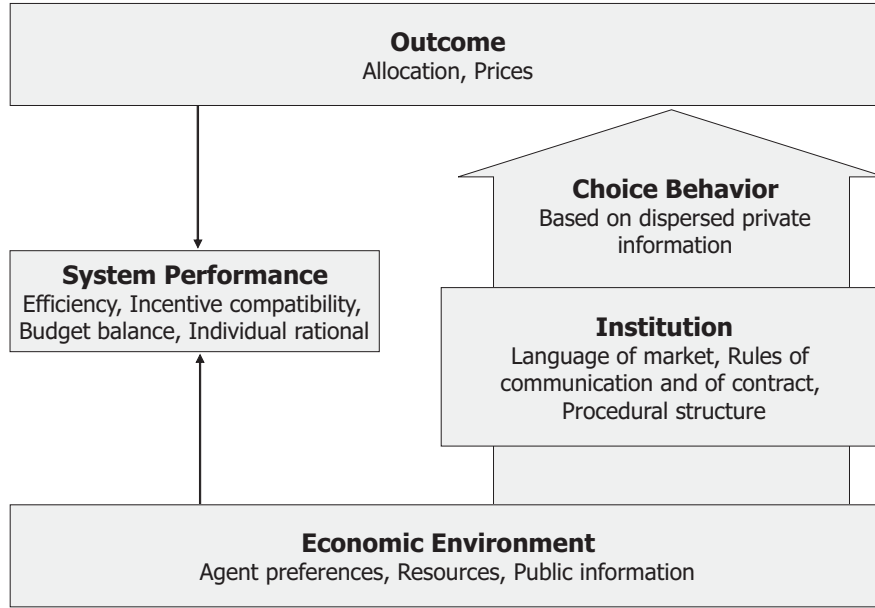 Outcome
Allocation, Prices
Choice Behavior
Based on dispersed private
information
System Performance
Efficiency, Incentive compatibility,
Budget balance, Individual rational
Institution
Language of market, Rules of
communication and of contract,
Procedural structure
Economic Environment
Agent preferences, Resources, Public information